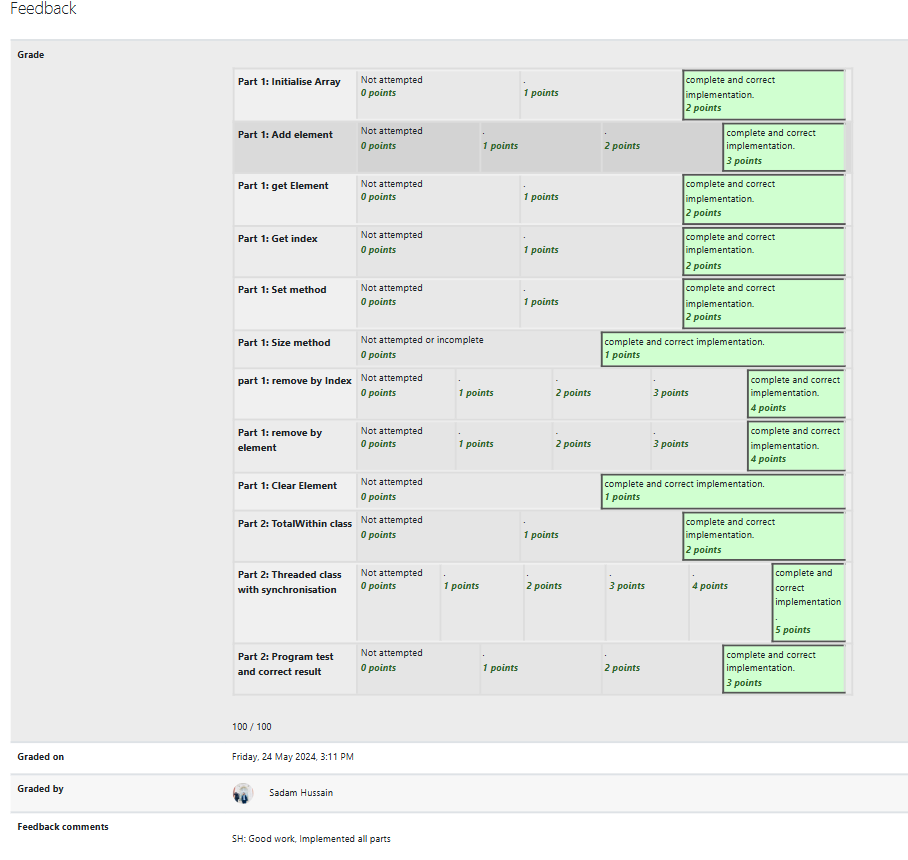 Feedback
Grade
Part 1: Initialise Array
Not attempted
0 points
.
1 points
complete and correct
implementation.
2 points
Part 1: Add element
Not attempted
0 points
.
1 points
.
2 points
complete and correct
implementation.
3 points
Part 1: get Element
Not attempted
0 points
.
1 points
complete and correct
implementation.
2 points
Part 1: Get index
Not attempted
0 points
.
1 points
complete and correct
implementation.
2 points
Part 1: Set method
Not attempted
0 points
.
1 points
complete and correct
implementation.
2 points
Part 1: Size method
Not attempted or incomplete
0 points
complete and correct implementation.
1 points
part 1: remove by Index
Not attempted
0 points
.
1 points
.
2 points
.
3 points
complete and correct
implementation.
4 points
Part 1: remove by
element
Not attempted
0 points
.
1 points
.
2 points
.
3 points
complete and correct
implementation.
4 points
Part 1: Clear Element
Not attempted
0 points
complete and correct implementation.
1 points
Part 2: TotalWithin class
Not attempted
0 points
.
1 points
complete and correct
implementation.
2 points
Part 2: Threaded class
with synchronisation
Not attempted
0 points
.
1 points
.
2 points
.
3 points
.
4 points
complete and
correct
implementation
.
5 points
Part 2: Program test
and correct result
Not attempted
0 points
.
1 points
.
2 points
complete and correct
implementation.
3 points
100 / 100
Graded on
Friday, 24 May 2024, 3:11 PM
Graded by
Sadam Hussain
Feedback comments
SH: Good work, Implemented all parts